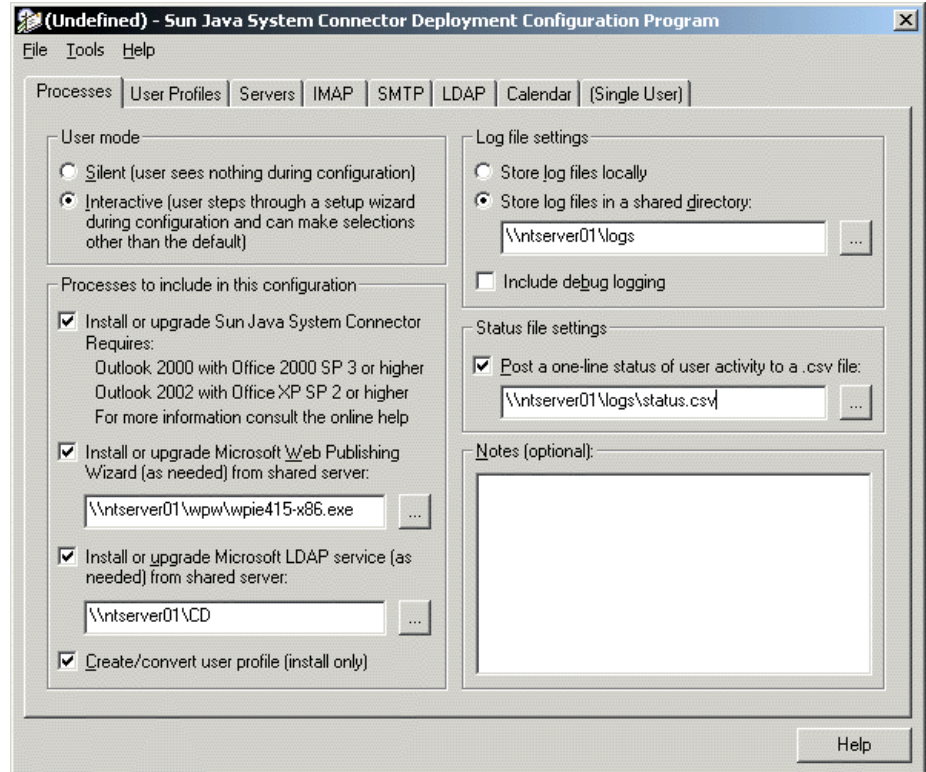 (Undefined) - Sun Java System Connector Deployment Configuration Program
File Tools Help
Processes User Profiles Servers IMAP SMTP LDAP Calendar (Single User)
User mode
Silent (user sees nothing during configuration)
Interactive (user steps through a setup wizard
during configuration and can make selections
other than the default)
Processes to include in this configuration
Install or upgrade Sun Java System Connector
Requires:
Outlook 2000 with Office 2000 SP 3 or higher
Outlook 2002 with Office XP SP 2 or higher
For more information consult the online help
Install or upgrade Microsoft Web Publishing
Wizard (as needed) from shared server:
\\ntserver01\wpw\wpie415-x86.exe
...
Install or upgrade Microsoft LDAP service (as
needed) from shared server:
\\ntserver01\CD
...
Create/convert user profile (install only)
Log file settings
Store log files locally
Store log files in a shared directory:
\\ntserver01\logs
...
Include debug logging
Status file settings
Post a one-line status of user activity to a .csv file:
\\ntserver01\logs\status.csv
...
Notes (optional):
Help